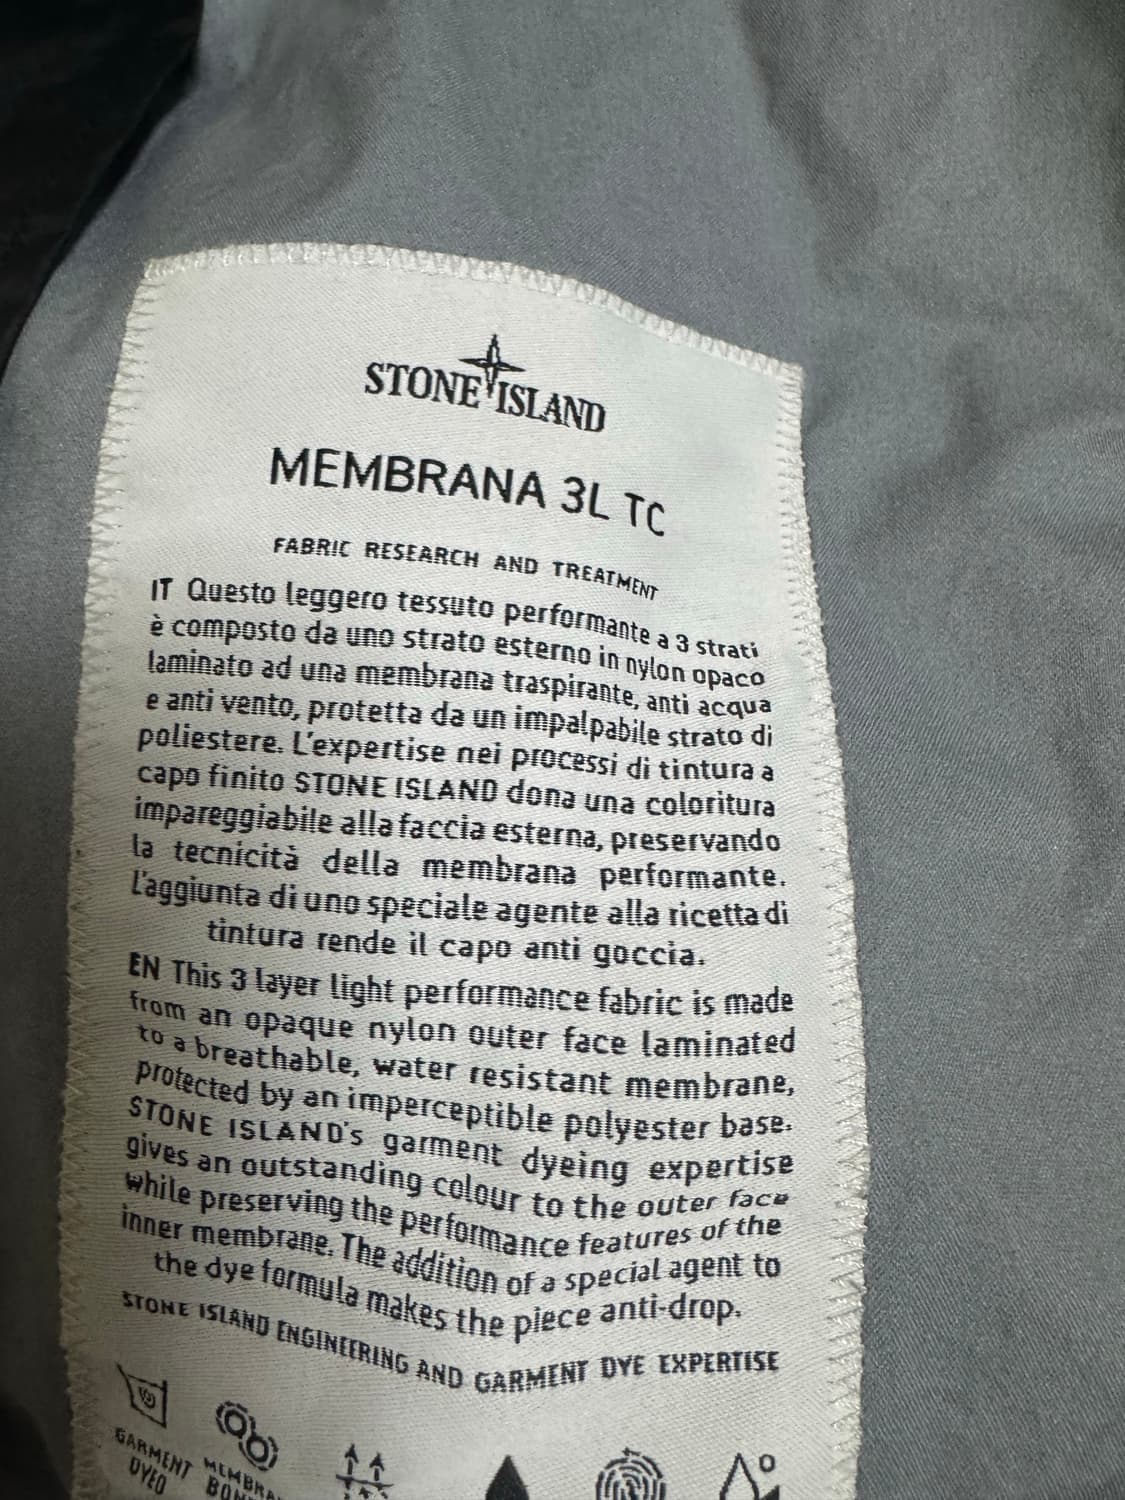 STONE ISLAND
MEMBRANA 3L TC
FABRIC RESEARCH AND TREATMENT
IT Questo leggero tessuto performante a 3 strati
è composto da uno strato esterno in nylon opaco
laminato ad una membrana traspirante, anti acqua
e anti vento, protetta da un impalpabile strato di
poliestere. L'expertise nei processi di tintura a
capo finito STONE ISLAND dona una coloritura
impareggiabile alla faccia esterna, preservando
la tecnicità della membrana performante.
L'aggiunta di uno speciale agente alla ricetta di
tintura rende il capo anti goccia.
EN This 3 layer light performance fabric is made
from an opaque nylon outer face laminated
to a breathable, water resistant membrane,
protected by an imperceptible polyester base.
STONE ISLAND's garment dyeing expertise
gives an outstanding colour to the outer face
while preserving the performance features of the
inner membrane. The addition of a special agent to
the dye formula makes the piece anti-drop.
STONE ISLAND ENGINEERING AND GARMENT DYE EXPERTISE
GARMENT
DYED